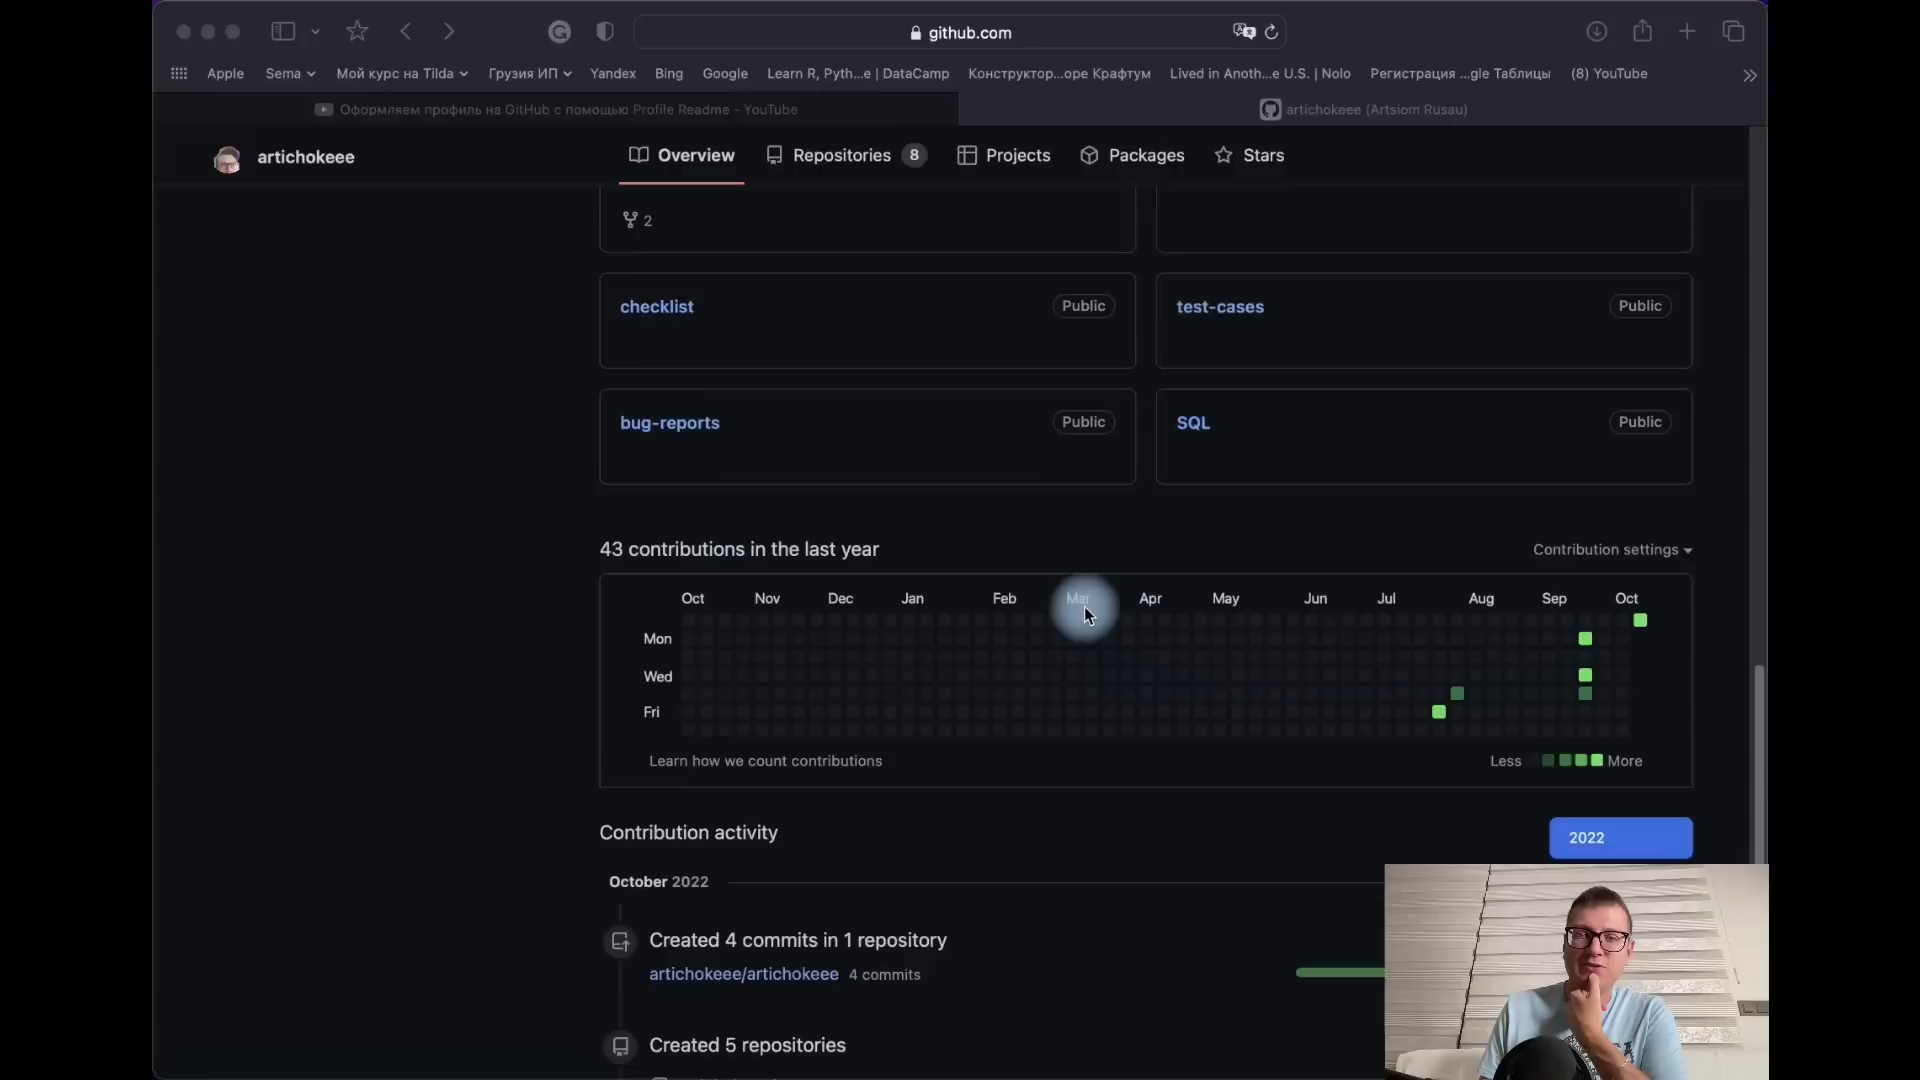 github.com
Apple Sema Мой курс на Tilda Грузия ИП Yandex Bing Google Learn R, Pyth...e | DataCamp Конструктор...оре Крафтум Lived in Anoth...e U.S. | Nolo Регистрация ...gle Таблицы (8) YouTube
Оформляем профиль на GitHub с помощью Profile Readme - YouTube
artichokeee (Artsiom Rusau)
artichokeee
Overview Repositories 8 Projects Packages Stars
2
checklist Public
test-cases Public
bug-reports Public
SQL Public
43 contributions in the last year
Contribution settings
Oct Nov Dec Jan Feb Mar Apr May Jun Jul Aug Sep Oct
Mon
Wed
Fri
Learn how we count contributions
Less More
Contribution activity
2022
October 2022
Created 4 commits in 1 repository
artichokeee/artichokeee 4 commits
Created 5 repositories